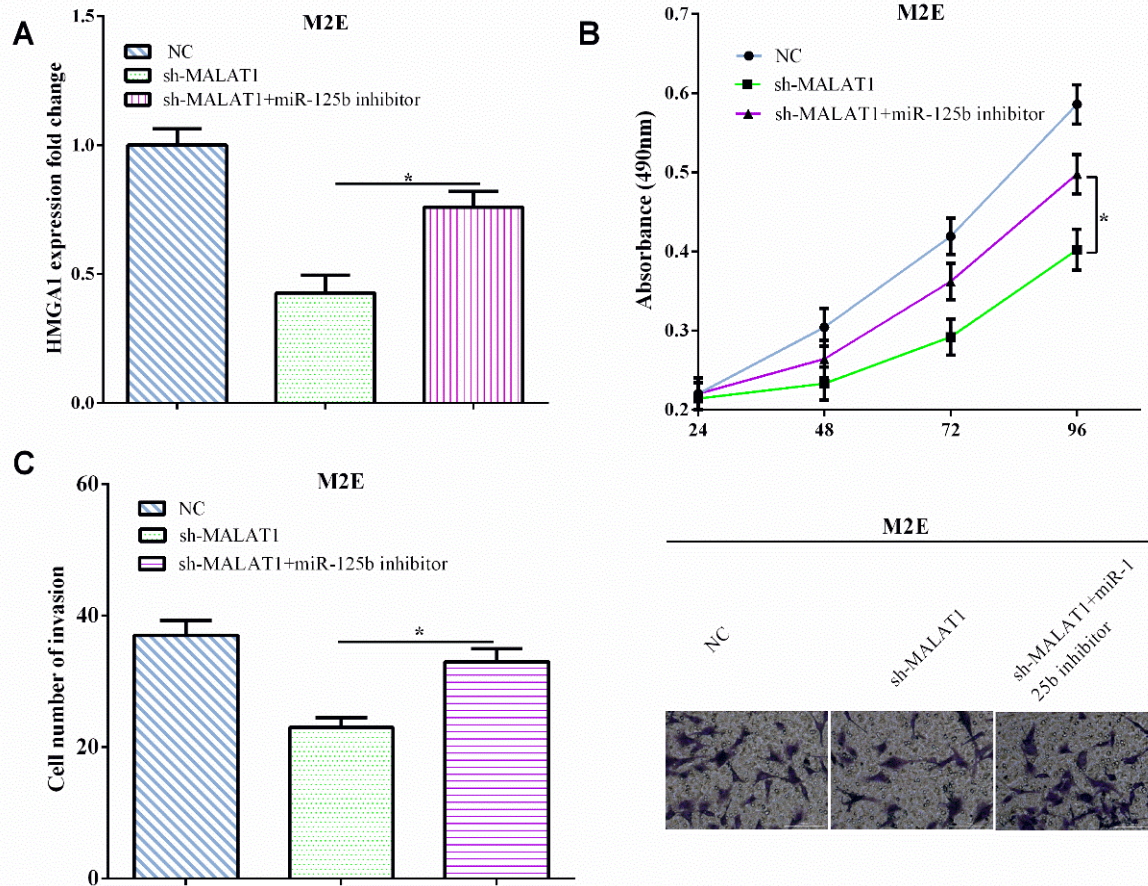 A
M2E
1.5
NC
sh-MALAT1
sh-MALAT1+miR-125b inhibitor
HMGA1 expression fold change
1.0
*
0.5
0.0
B
M2E
0.7
NC
sh-MALAT1
sh-MALAT1+miR-125b inhibitor
Absorbance (490nm)
0.6
0.5
*
0.4
0.3
0.2
24 48 72 96
C
M2E
60
NC
sh-MALAT1
sh-MALAT1+miR-125b inhibitor
Cell number of invasion
40
*
20
0
M2E
NC
sh-MALAT1
sh-MALAT1+miR-1
25b inhibitor